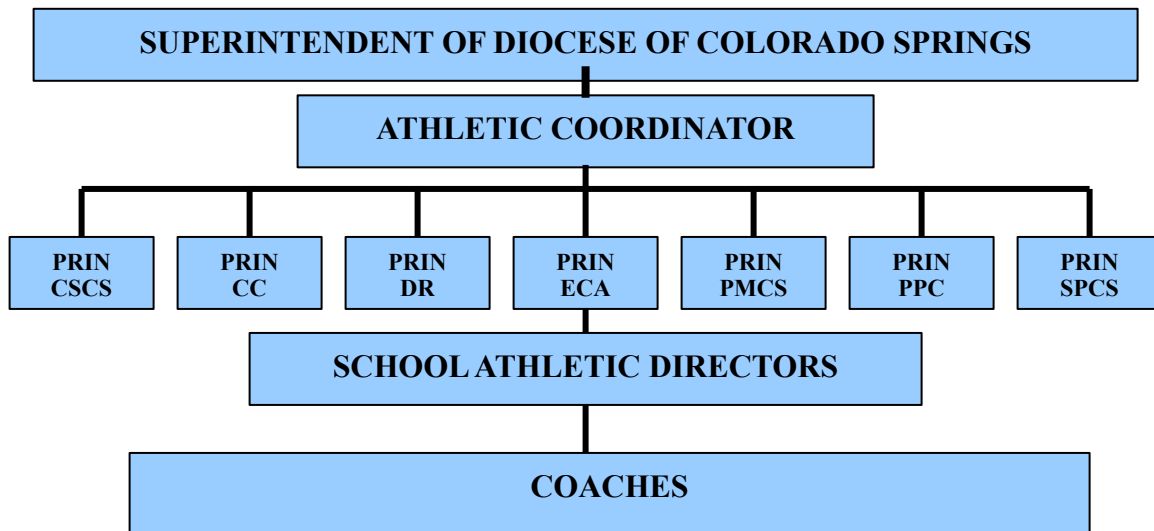 SUPERINTENDENT OF DIOCESE OF COLORADO SPRINGS
ATHLETIC COORDINATOR
PRIN
CSCS
PRIN
CC
PRIN
DR
PRIN
ECA
PRIN
PMCS
PRIN
PPC
PRIN
SPCS
SCHOOL ATHLETIC DIRECTORS
COACHES